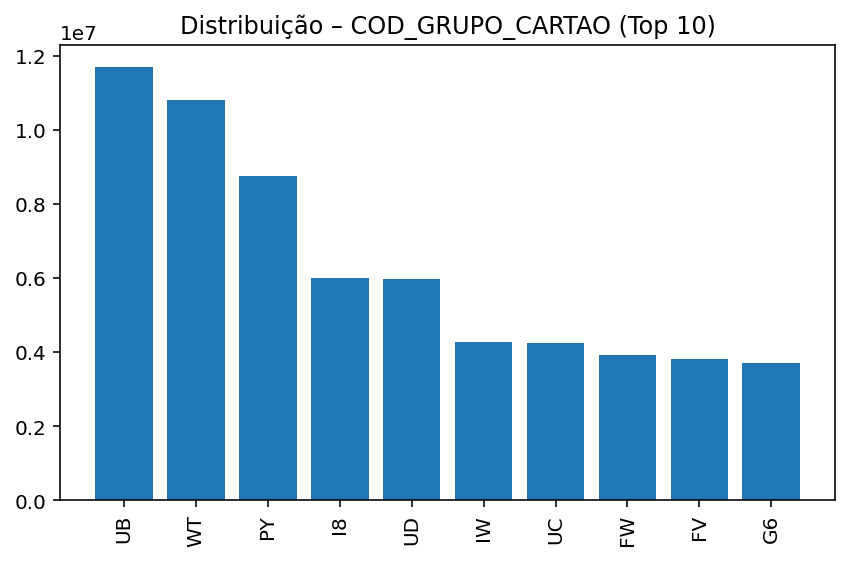 Distribuição – COD_GRUPO_CARTAO (Top 10)
1e7
1.2
1.0
0.8
0.6
0.4
0.2
0.0
UB
WT
PY
I8
UD
IW
UC
FW
FV
G6